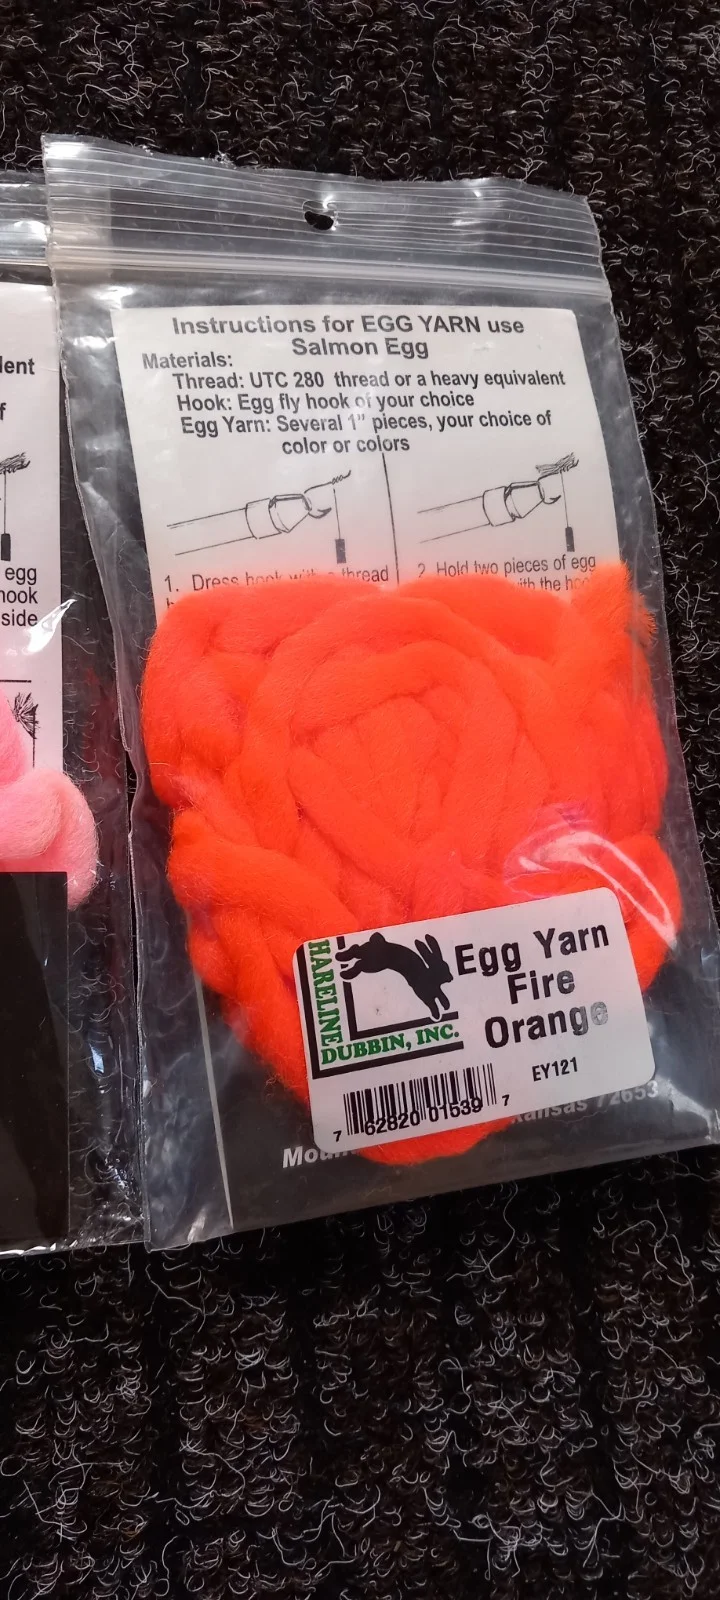 Instructions for EGG YARN use
Salmon Egg
Materials:
Thread: UTC 280 thread or a heavy equivalent
Hook: Egg fly hook of your choice
Egg Yarn: Several 1" pieces, your choice of
color or colors
1. Dress hook with a thread
2. Hold two pieces of egg
with the
egg
side
HARELINE
DUBBIN, INC.
Egg Yarn
Fire
Orange
EY121
7 62820 01539 7
72653